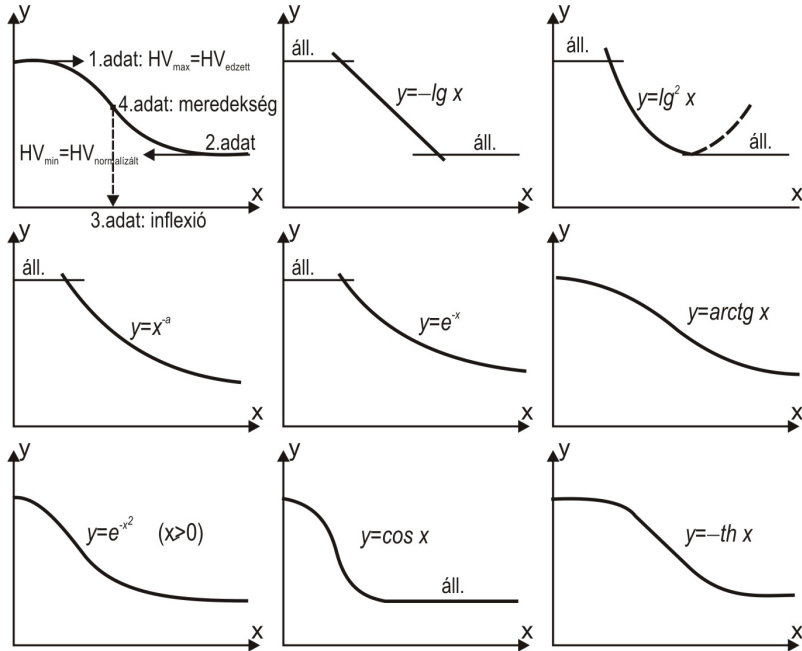 y
1.adat: HVmax=HVedzett
4.adat: meredekség
2.adat
HVmin=HVnormalízált
x
3.adat: inflexió
y
áll.
y=–lg x
áll.
x
y
áll.
y=lg² x
áll.
x
y
áll.
y=x⁻ᵃ
x
y
áll.
y=e⁻ˣ
x
y
y=arctg x
x
y
y=e^-x² (x>0)
x
y
y=cos x
áll.
x
y
y=–th x
x